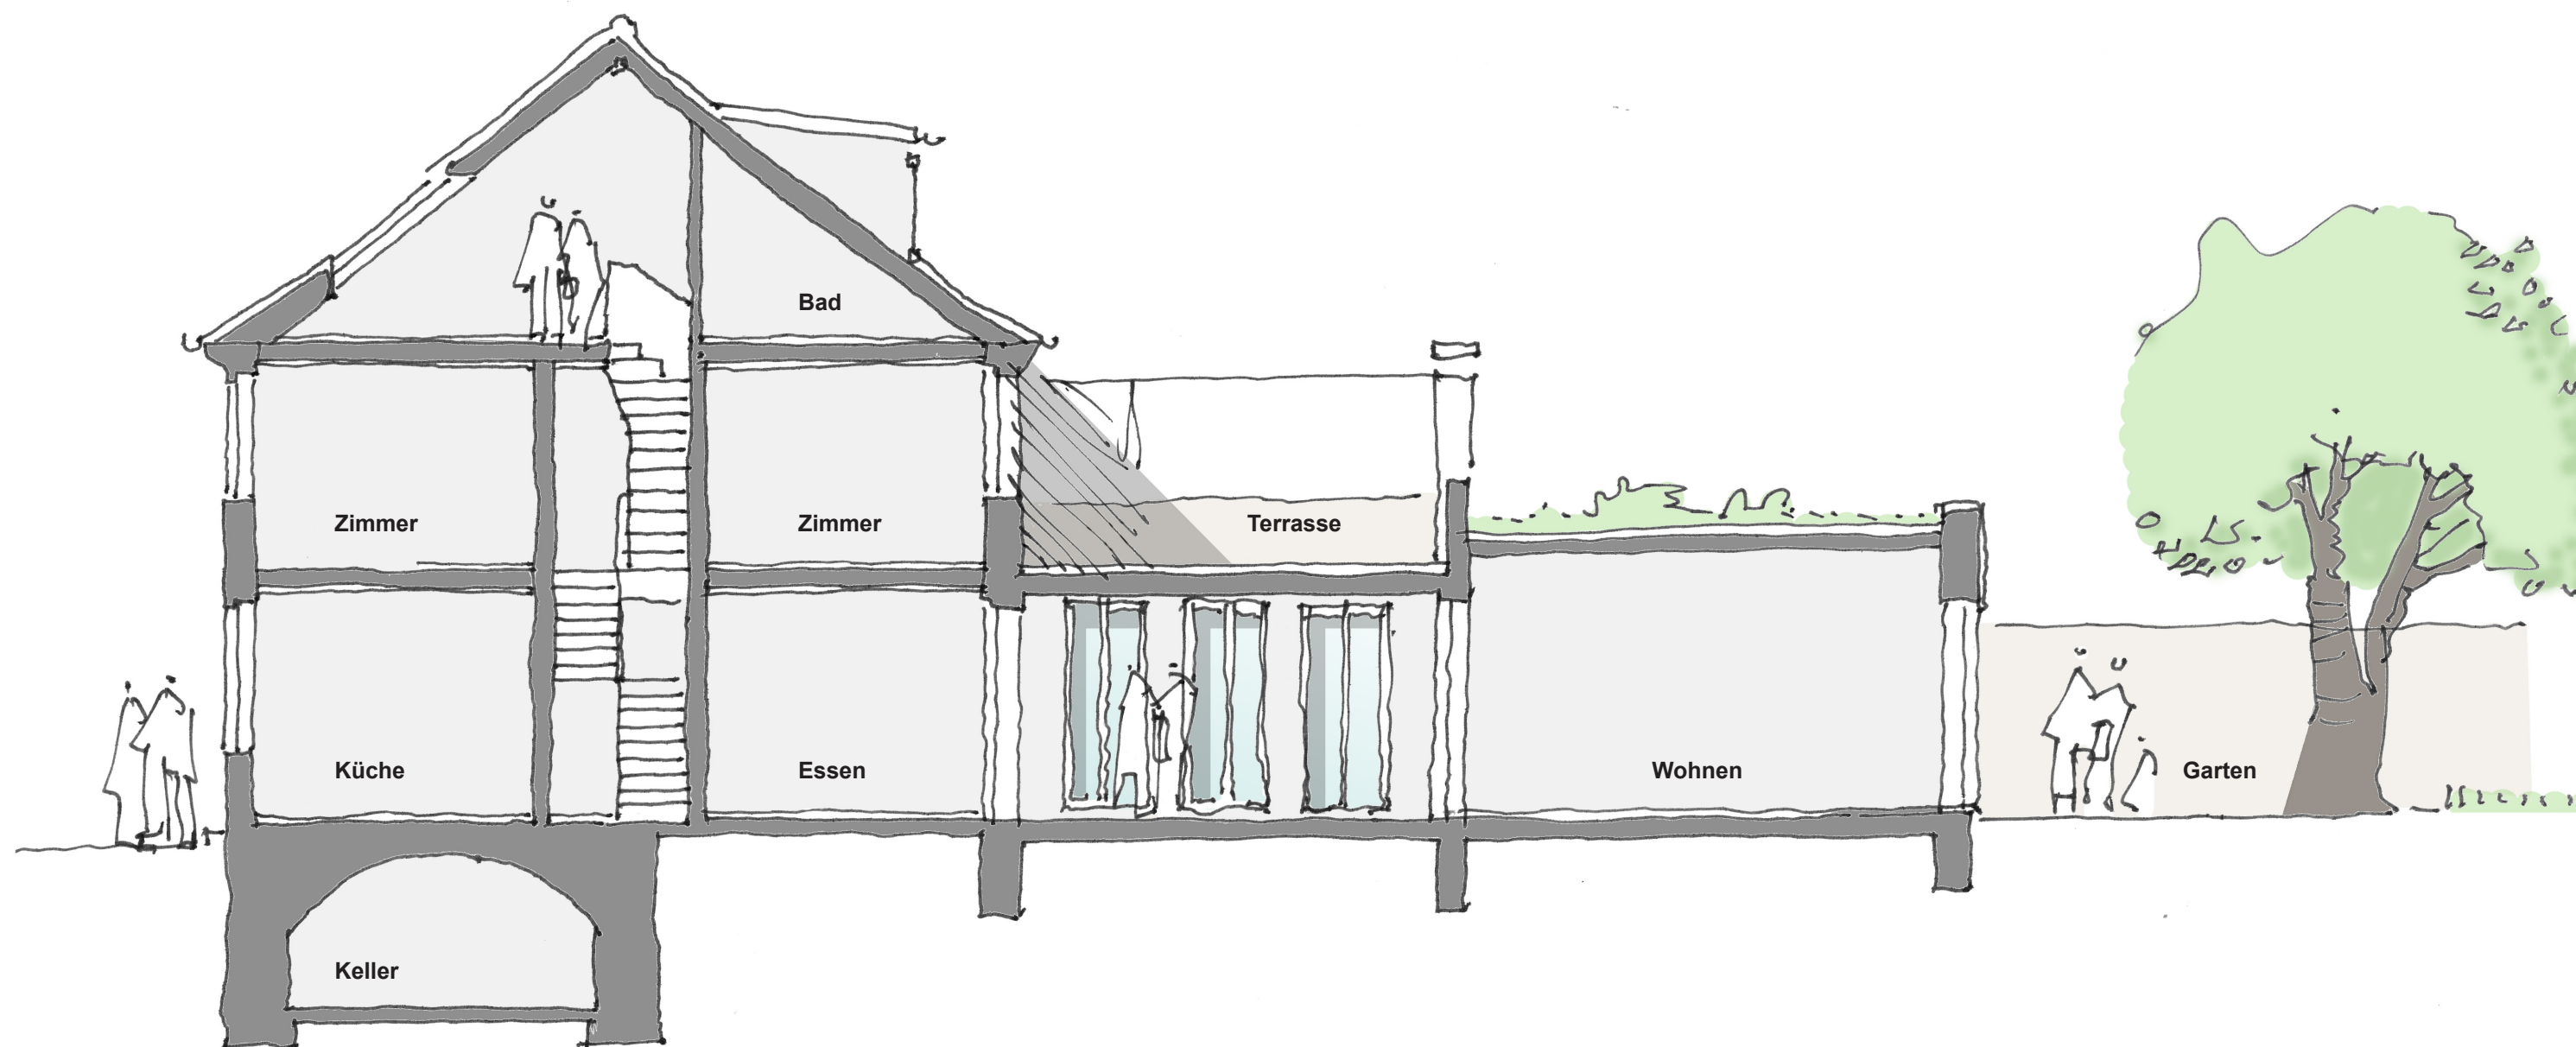 Bad
Zimmer
Zimmer
Terrasse
Küche
Essen
Wohnen
Garten
Keller